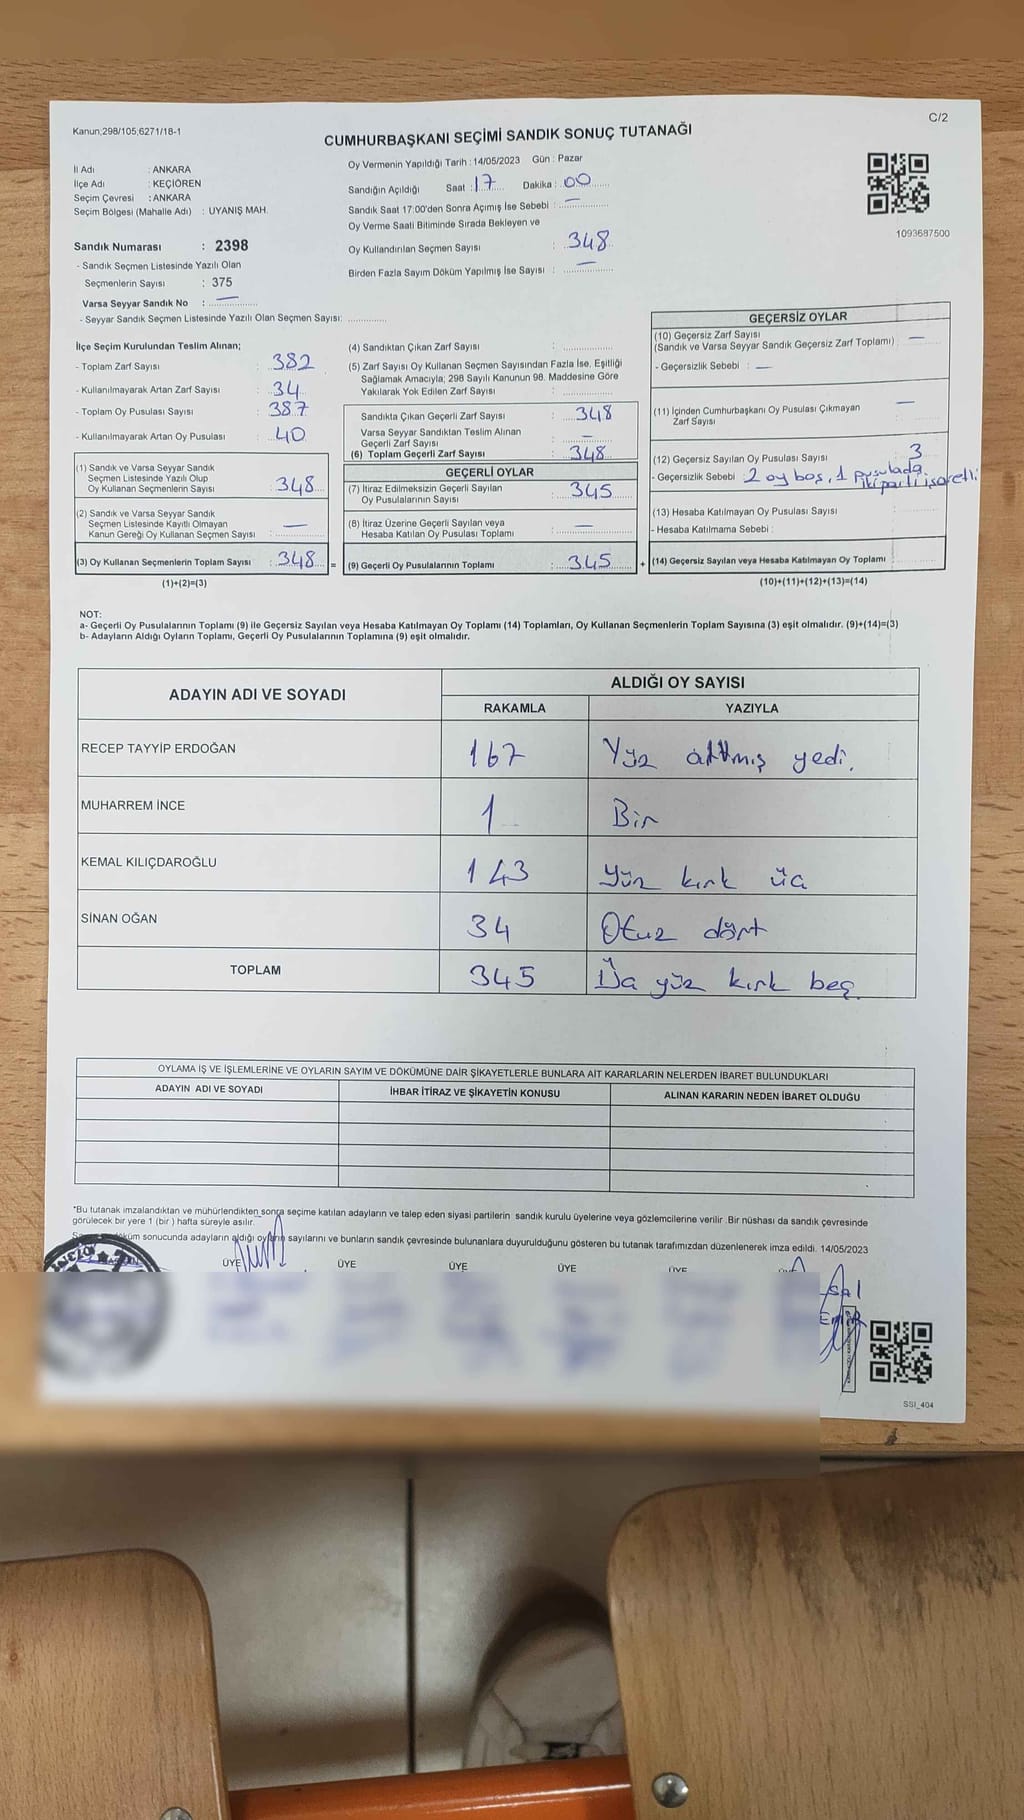 Kanun;298/105;6271/18-1
C/2
CUMHURBAŞKANI SEÇİMİ SANDIK SONUÇ TUTANAĞI
İl Adı : ANKARA
İlçe Adı : KEÇİÖREN
Seçim Çevresi : ANKARA
Seçim Bölgesi (Mahalle Adı) : UYANIŞ MAH.
Sandık Numarası : 2398
- Sandık Seçmen Listesinde Yazılı Olan
Seçmenlerin Sayısı : 375
Varsa Seyyar Sandık No : —
- Seyyar Sandık Seçmen Listesinde Yazılı Olan Seçmen Sayısı:
Oy Vermenin Yapıldığı Tarih : 14/05/2023 Gün : Pazar
Sandığın Açıldığı Saat : 17 Dakika : 00
Sandık Saat 17:00'den Sonra Açımış İse Sebebi : —
Oy Verme Saati Bitiminde Sırada Bekleyen ve
Oy Kullandırılan Seçmen Sayısı : 348
Birden Fazla Sayım Döküm Yapılmış İse Sayısı : —
1093687500
İlçe Seçim Kurulundan Teslim Alınan;
- Toplam Zarf Sayısı : 382
- Kullanılmayarak Artan Zarf Sayısı : 34
- Toplam Oy Pusulası Sayısı : 387
- Kullanılmayarak Artan Oy Pusulası : 40
(1) Sandık ve Varsa Seyyar Sandık
Seçmen Listesinde Yazılı Olup
Oy Kullanan Seçmenlerin Sayısı : 348
(2) Sandık ve Varsa Seyyar Sandık
Seçmen Listesinde Kayıtlı Olmayan
Kanun Gereği Oy Kullanan Seçmen Sayısı : —
(3) Oy Kullanan Seçmenlerin Toplam Sayısı : 348 =
(1)+(2)=(3)
(4) Sandıktan Çıkan Zarf Sayısı :
(5) Zarf Sayısı Oy Kullanan Seçmen Sayısından Fazla İse, Eşitliği
Sağlamak Amacıyla; 298 Sayılı Kanunun 98. Maddesine Göre
Yakılarak Yok Edilen Zarf Sayısı :
Sandıkta Çıkan Geçerli Zarf Sayısı : 348
Varsa Seyyar Sandıktan Teslim Alınan
Geçerli Zarf Sayısı : —
(6) Toplam Geçerli Zarf Sayısı : 348
GEÇERLİ OYLAR
(7) İtiraz Edilmeksizin Geçerli Sayılan
Oy Pusulalarının Sayısı : 345
(8) İtiraz Üzerine Geçerli Sayılan veya
Hesaba Katılan Oy Pusulası Toplamı : —
(9) Geçerli Oy Pusulalarının Toplamı : 345 +
GEÇERSİZ OYLAR
(10) Geçersiz Zarf Sayısı
(Sandık ve Varsa Seyyar Sandık Geçersiz Zarf Toplamı) : —
- Geçersizlik Sebebi : —
(11) İçinden Cumhurbaşkanı Oy Pusulası Çıkmayan
Zarf Sayısı : —
(12) Geçersiz Sayılan Oy Pusulası Sayısı : 3
- Geçersizlik Sebebi : 2 oy boş, 1 pusulada
iki parti işaretli
(13) Hesaba Katılmayan Oy Pusulası Sayısı :
- Hesaba Katılmama Sebebi :
(14) Geçersiz Sayılan veya Hesaba Katılmayan Oy Toplamı :
(10)+(11)+(12)+(13)=(14)
NOT:
a- Geçerli Oy Pusulalarının Toplamı (9) ile Geçersiz Sayılan veya Hesaba Katılmayan Oy Toplamı (14) Toplamları, Oy Kullanan Seçmenlerin Toplam Sayısına (3) eşit olmalıdır. (9)+(14)=(3)
b- Adayların Aldığı Oyların Toplamı, Geçerli Oy Pusulalarının Toplamına (9) eşit olmalıdır.
ADAYIN ADI VE SOYADI
ALDIĞI OY SAYISI
RAKAMLA YAZIYLA
RECEP TAYYİP ERDOĞAN 167 Yüz altmış yedi.
MUHARREM İNCE 1 Bir
KEMAL KILIÇDAROĞLU 143 Yüz kırk üç
SİNAN OĞAN 34 Otuz dört
TOPLAM 345 Üç yüz kırk beş
OYLAMA İŞ VE İŞLEMLERİNE VE OYLARIN SAYIM VE DÖKÜMÜNE DAİR ŞİKAYETLERLE BUNLARA AİT KARARLARIN NELERDEN İBARET BULUNDUKLARI
ADAYIN ADI VE SOYADI İHBAR İTİRAZ VE ŞİKAYETİN KONUSU ALINAN KARARIN NEDEN İBARET OLDUĞU
*Bu tutanak imzalandıktan ve mühürlendikten sonra seçime katılan adayların ve talep eden siyasi partilerin sandık kurulu üyelerine veya gözlemcilerine verilir. Bir nüshası da sandık çevresinde
görülecek bir yere 1 (bir ) hafta süreyle asılır.
döküm sonucunda adayların aldığı oyların sayılarını ve bunların sandık çevresinde bulunanlara duyurulduğunu gösteren bu tutanak tarafımızdan düzenlenerek imza edildi. 14/05/2023
ÜYE ÜYE ÜYE ÜYE ÜYE
SSI_404